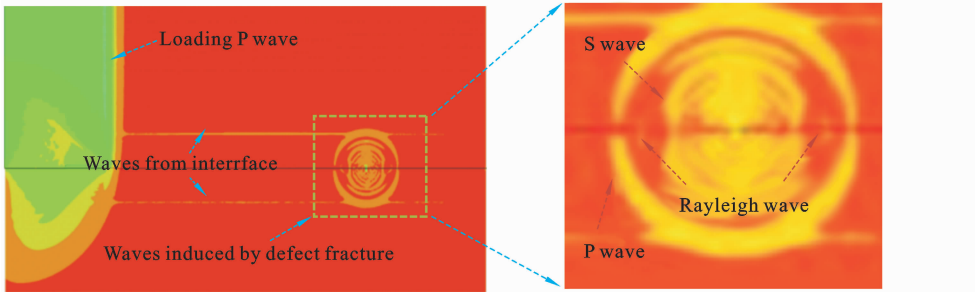 Loading P wave
Waves from interrface
Waves induced by defect fracture
S wave
Rayleigh wave
P wave